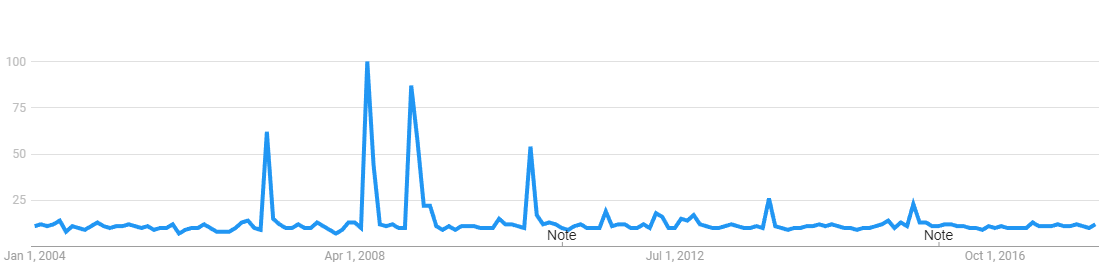 100
75
50
25
Note
Note
Jan 1, 2004
Apr 1, 2008
Jul 1, 2012
Oct 1, 2016